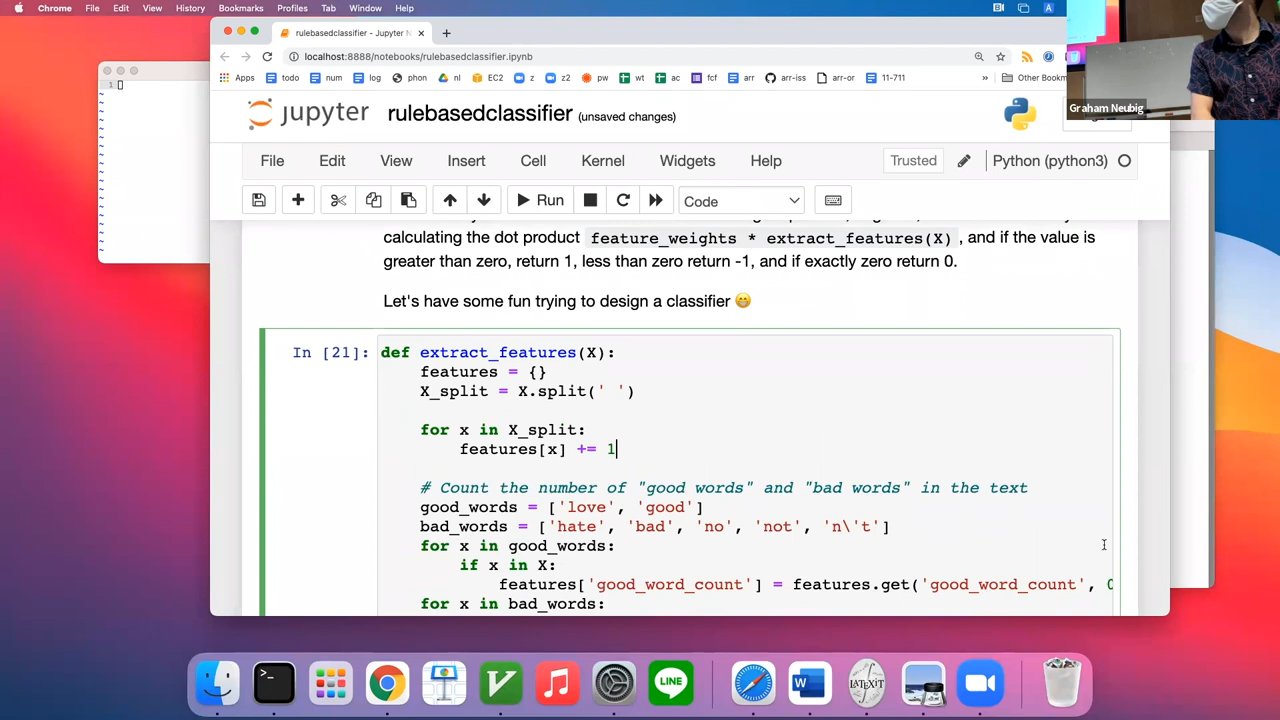 Chrome File Edit View History Bookmarks Profiles Tab Window Help
rulebasedclassifier - Jupyter N
localhost:8888/notebooks/rulebasedclassifier.ipynb
Apps todo num log phon nl EC2 z z2 pw wt ac fcf arr arr-iss arr-or 11-711 » Other Bookm
Graham Neubig
jupyter rulebasedclassifier (unsaved changes)
File Edit View Insert Cell Kernel Widgets Help Trusted Python (python3)
Run Code
calculating the dot product feature_weights * extract_features(X) , and if the value is
greater than zero, return 1, less than zero return -1, and if exactly zero return 0.
Let's have some fun trying to design a classifier 😁
In [21]: def extract_features(X):
features = {}
X_split = X.split(' ')
for x in X_split:
features[x] += 1
# Count the number of "good words" and "bad words" in the text
good_words = ['love', 'good']
bad_words = ['hate', 'bad', 'no', 'not', 'n\'t']
for x in good_words:
if x in X:
features['good_word_count'] = features.get('good_word_count', 0
for x in bad_words: